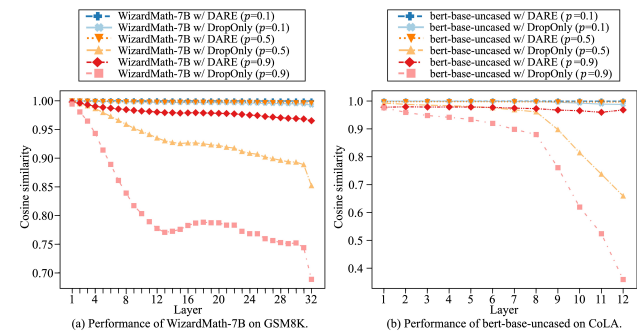 WizardMath-7B w/ DARE (p=0.1)
WizardMath-7B w/ DropOnly (p=0.1)
WizardMath-7B w/ DARE (p=0.5)
WizardMath-7B w/ DropOnly (p=0.5)
WizardMath-7B w/ DARE (p=0.9)
WizardMath-7B w/ DropOnly (p=0.9)
Cosine similarity
1.00
0.95
0.90
0.85
0.80
0.75
0.70
1 4 8 12 16 20 24 28 32
Layer
(a) Performance of WizardMath-7B on GSM8K.
bert-base-uncased w/ DARE (p=0.1)
bert-base-uncased w/ DropOnly (p=0.1)
bert-base-uncased w/ DARE (p=0.5)
bert-base-uncased w/ DropOnly (p=0.5)
bert-base-uncased w/ DARE (p=0.9)
bert-base-uncased w/ DropOnly (p=0.9)
Cosine similarity
1.0
0.9
0.8
0.7
0.6
0.5
0.4
1 2 3 4 5 6 7 8 9 10 11 12
Layer
(b) Performance of bert-base-uncased on CoLA.